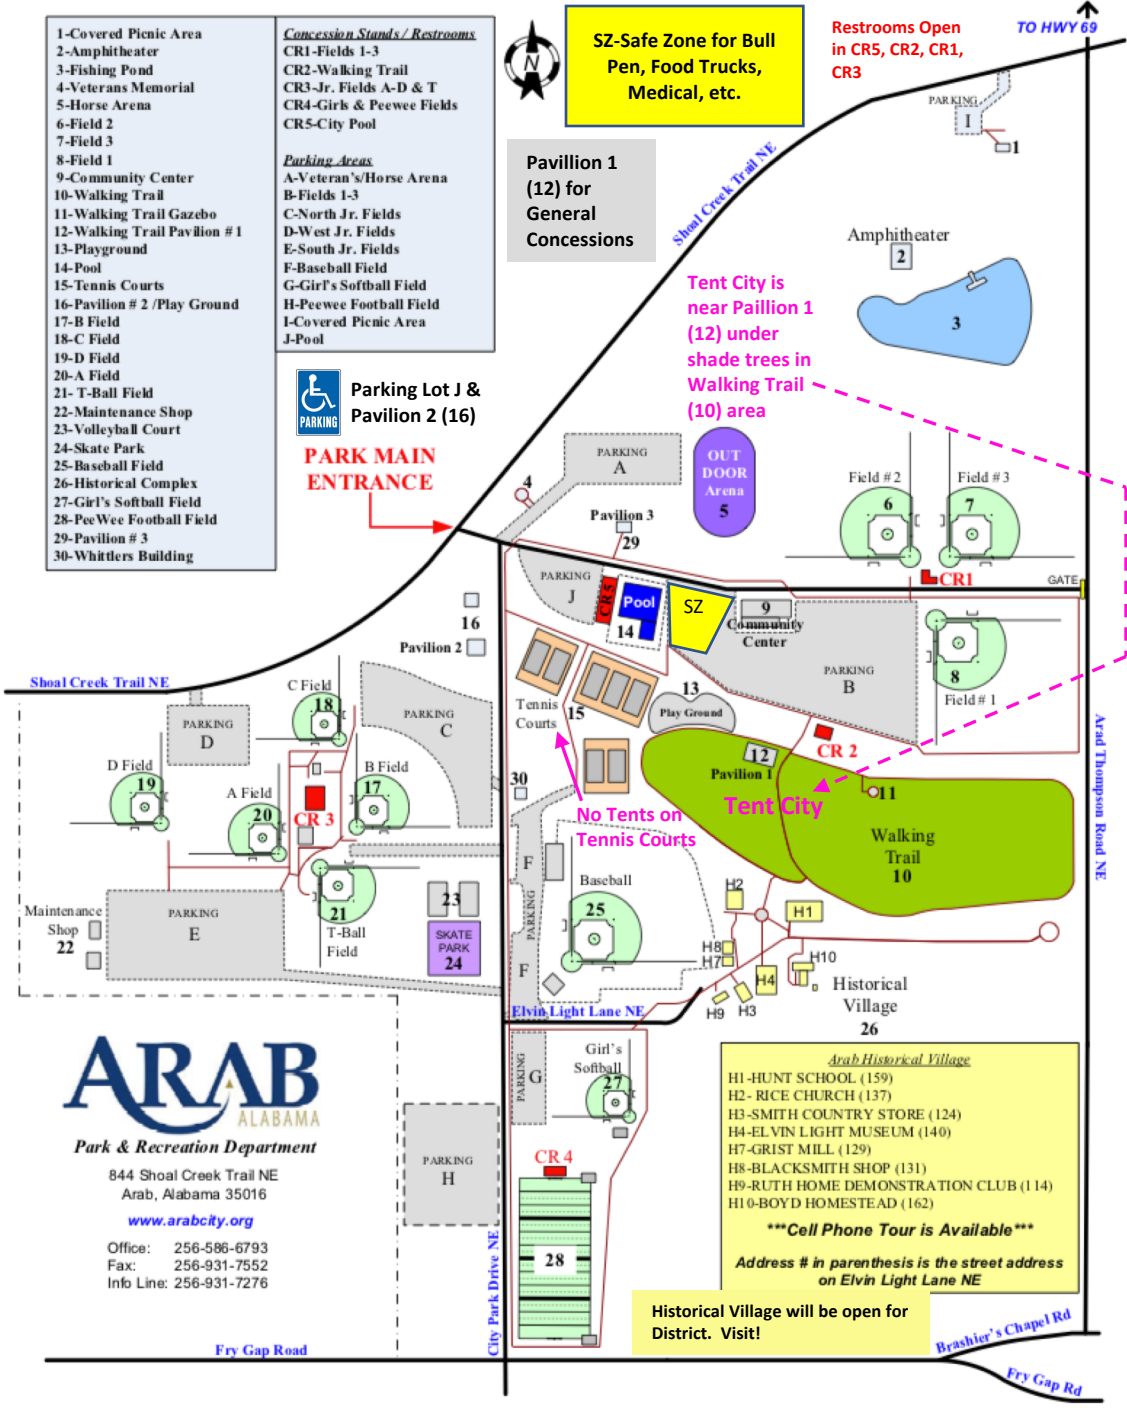 1-Covered Picnic Area
2-Amphitheater
3-Fishing Pond
4-Veterans Memorial
5-Horse Arena
6-Field 2
7-Field 3
8-Field 1
9-Community Center
10-Walking Trail
11-Walking Trail Gazebo
12-Walking Trail Pavilion # 1
13-Playground
14-Pool
15-Tennis Courts
16-Pavilion # 2 /Play Ground
17-B Field
18-C Field
19-D Field
20-A Field
21- T-Ball Field
22-Maintenance Shop
23-Volleyball Court
24-Skate Park
25-Baseball Field
26-Historical Complex
27-Girl's Softball Field
28-PeeWee Football Field
29-Pavilion # 3
30-Whittlers Building
Concession Stands / Restrooms
CR1-Fields 1-3
CR2-Walking Trail
CR3-Jr. Fields A-D & T
CR4-Girls & Peewee Fields
CR5-City Pool
Parking Areas
A-Veteran's/Horse Arena
B-Fields 1-3
C-North Jr. Fields
D-West Jr. Fields
E-South Jr. Fields
F-Baseball Field
G-Girl's Softball Field
H-Peewee Football Field
I-Covered Picnic Area
J-Pool
N
SZ-Safe Zone for Bull
Pen, Food Trucks,
Medical, etc.
Restrooms Open
in CR5, CR2, CR1,
CR3
TO HWY 69
Pavillion 1
(12) for
General
Concessions
PARKING
I
1
Shoal Creek Trail NE
Amphitheater
2
3
Tent City is
near Paillion 1
(12) under
shade trees in
Walking Trail
(10) area
PARKING
Parking Lot J &
Pavilion 2 (16)
PARK MAIN
ENTRANCE
PARKING
A
4
OUT
DOOR
Arena
5
Pavilion 3
29
Field # 2
6
Field # 3
7
CR1
GATE
PARKING
J
CR 5
Pool
14
SZ
9
Community
Center
16
Pavilion 2
PARKING
B
8
Field # 1
Shoal Creek Trail NE
C Field
18
PARKING
D
PARKING
C
Tennis
Courts
15
13
Play Ground
CR 2
12
Pavilion 1
Tent City
11
Arad Thompson Road NE
D Field
19
A Field
20
B Field
17
CR 3
30
No Tents on
Tennis Courts
Walking
Trail
10
F
PARKING
F
Baseball
25
21
T-Ball
Field
23
SKATE
PARK
24
Maintenance
Shop
22
PARKING
E
H2
H1
H8
H7
H4
H10
H9
H3
Historical
Village
26
Elvin Light Lane NE
PARKING
G
Girl's
Softball
27
ARAB
ALABAMA
Park & Recreation Department
844 Shoal Creek Trail NE
Arab, Alabama 35016
www.arabcity.org
Office: 256-586-6793
Fax: 256-931-7552
Info Line: 256-931-7276
PARKING
H
CR 4
28
City Park Drive NE
Arab Historical Village
H1-HUNT SCHOOL (159)
H2- RICE CHURCH (137)
H3-SMITH COUNTRY STORE (124)
H4-ELVIN LIGHT MUSEUM (140)
H7-GRIST MILL (129)
H8-BLACKSMITH SHOP (131)
H9-RUTH HOME DEMONSTRATION CLUB (114)
H10-BOYD HOMESTEAD (162)
***Cell Phone Tour is Available***
Address # in parenthesis is the street address
on Elvin Light Lane NE
Historical Village will be open for
District. Visit!
Fry Gap Road
Brashier's Chapel Rd
Fry Gap Rd